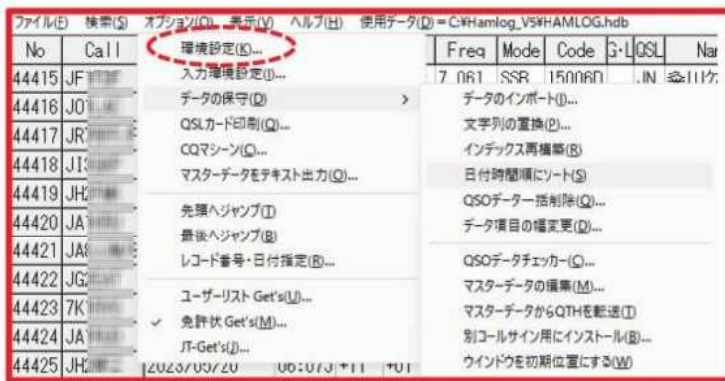 ファイル(F) 検索(S) オプション(O) 表示(V) ヘルプ(H) 使用データ(D)=C:¥Hamlog_V5¥HAMLOG.hdb
No Call Freq Mode Code G・L QSL Na
環境設定(K)...
入力環境設定(I)...
データの保守(D) >
QSLカード印刷(Q)...
CQマシーン(C)...
マスターデータをテキスト出力(O)...
先頭へジャンプ(T)
最後へジャンプ(B)
レコード番号・日付指定(R)...
ユーザーリスト Get's(U)...
✓ 免許状 Get's(M)...
JT-Get's(J)...
データのインポート(I)...
文字列の置換(P)...
インデックス再構築(R)
日付時間順にソート(S)
QSOデーター括削除(Q)...
データ項目の幅変更(D)...
QSOデータチェッカー(C)...
マスターデータの編集(M)...
マスターデータからQTHを転送(T)
別コールサイン用にインストール(B)...
ウインドウを初期位置にする(W)
44415 JF 7.061 SSB 15006D JN
44416 JO
44417 JR
44418 JI
44419 JH
44420 JA
44421 JA8
44422 JG
44423 7K
44424 JA
44425 JH 2023/05/20 06:07J +11 +01